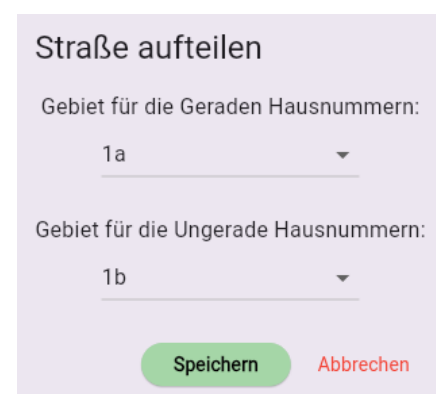 Straße aufteilen
Gebiet für die Geraden Hausnummern:
1a
Gebiet für die Ungerade Hausnummern:
1b
Speichern Abbrechen